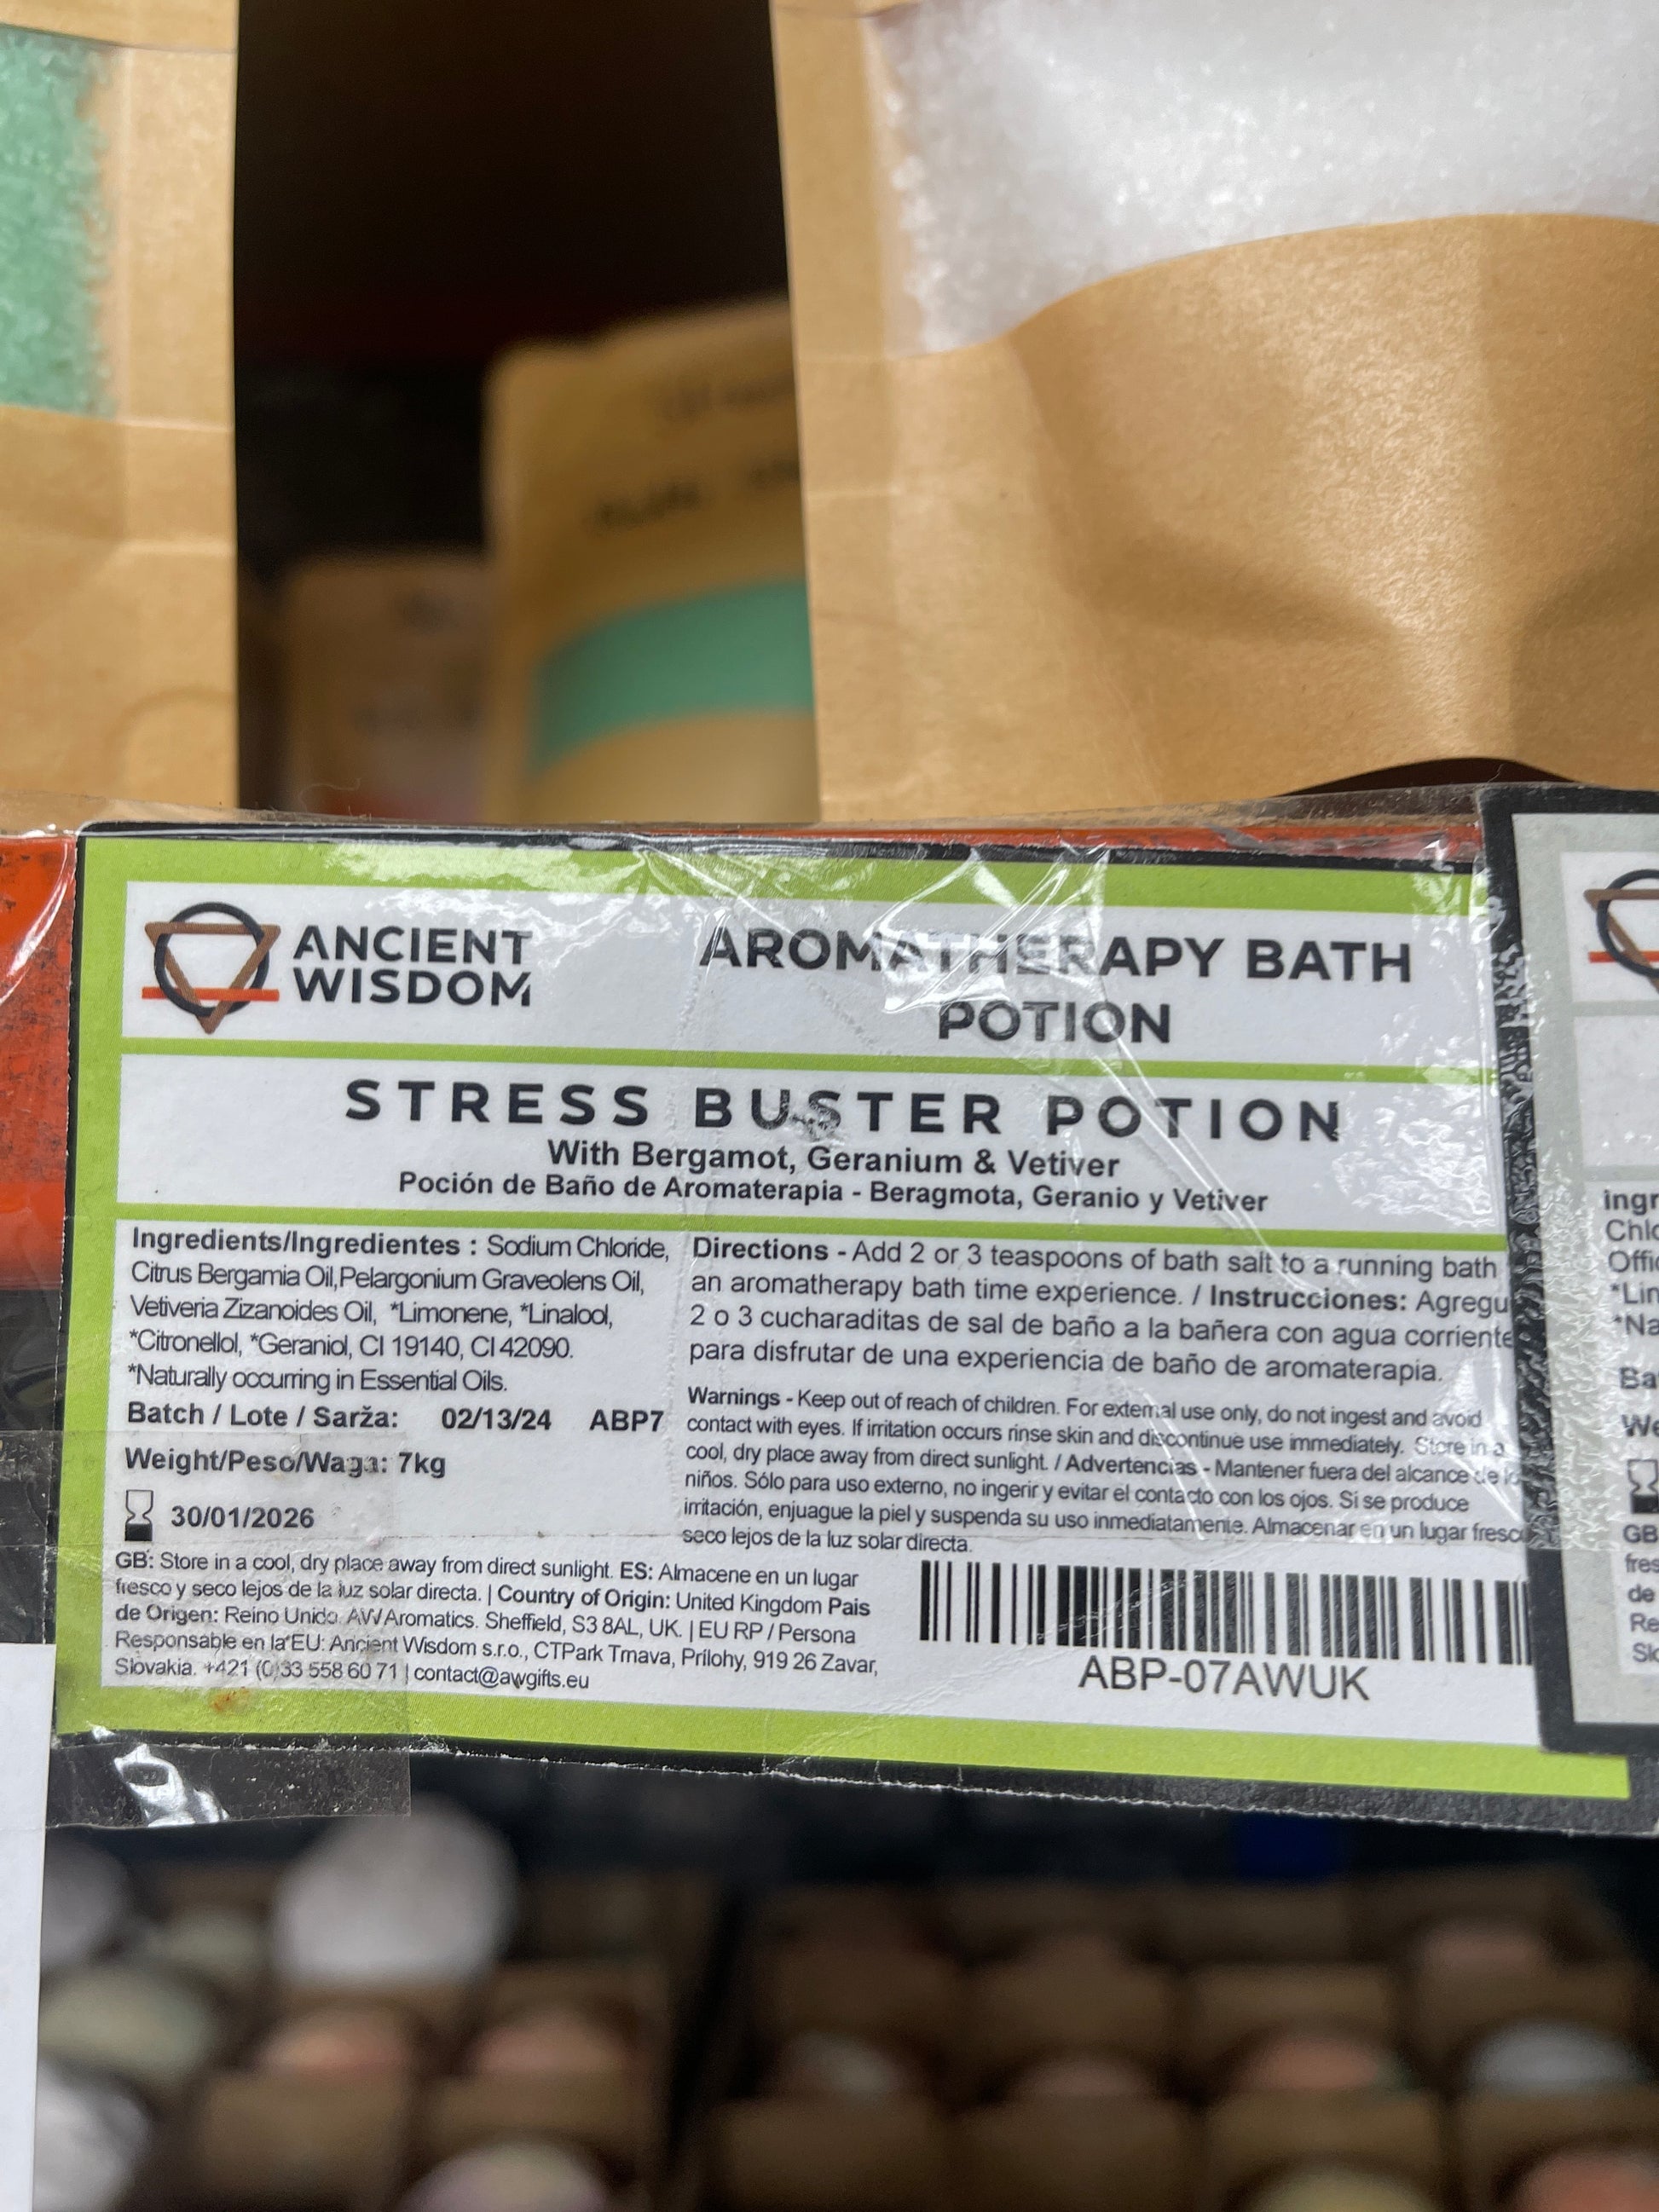 ANCIENT
WISDOM
AROMATHERAPY BATH
POTION
STRESS BUSTER POTION
With Bergamot, Geranium & Vetiver
Poción de Baño de Aromaterapia - Beragmota, Geranio y Vetiver
Ingredients/Ingredientes : Sodium Chloride,
Citrus Bergamia Oil,Pelargonium Graveolens Oil,
Vetiveria Zizanoides Oil, *Limonene, *Linalool,
*Citronellol, *Geraniol, CI 19140, CI 42090.
*Naturally occurring in Essential Oils.
Batch / Lote / Sarža: 02/13/24 ABP7
Weight/Peso/Waga: 7kg
30/01/2026
Directions - Add 2 or 3 teaspoons of bath salt to a running bath
an aromatherapy bath time experience. / Instrucciones: Agregu
2 o 3 cucharaditas de sal de baño a la bañera con agua corriente
para disfrutar de una experiencia de baño de aromaterapia.
Warnings - Keep out of reach of children. For external use only, do not ingest and avoid
contact with eyes. If irritation occurs rinse skin and discontinue use immediately. Store in a
cool, dry place away from direct sunlight. / Advertencias - Mantener fuera del alcance de lo
niños. Sólo para uso externo, no ingerir y evitar el contacto con los ojos. Si se produce
irritación, enjuague la piel y suspenda su uso inmediatamente. Almacenar en un lugar fresco
seco lejos de la luz solar directa.
GB: Store in a cool, dry place away from direct sunlight. ES: Almacene en un lugar
fresco y seco lejos de la luz solar directa. | Country of Origin: United Kingdom Pais
de Origen: Reino Unido. AW Aromatics. Sheffield, S3 8AL, UK. | EU RP / Persona
Responsable en la EU: Ancient Wisdom s.r.o., CTPark Trnava, Prílohy, 919 26 Zavar,
Slovakia. +421 (0)33 558 60 71 | contact@awgifts.eu
ABP-07AWUK
Ingr
Chlo
Offic
*Lin
*Na
Ba
We
GB
fres
de
Re
Slo